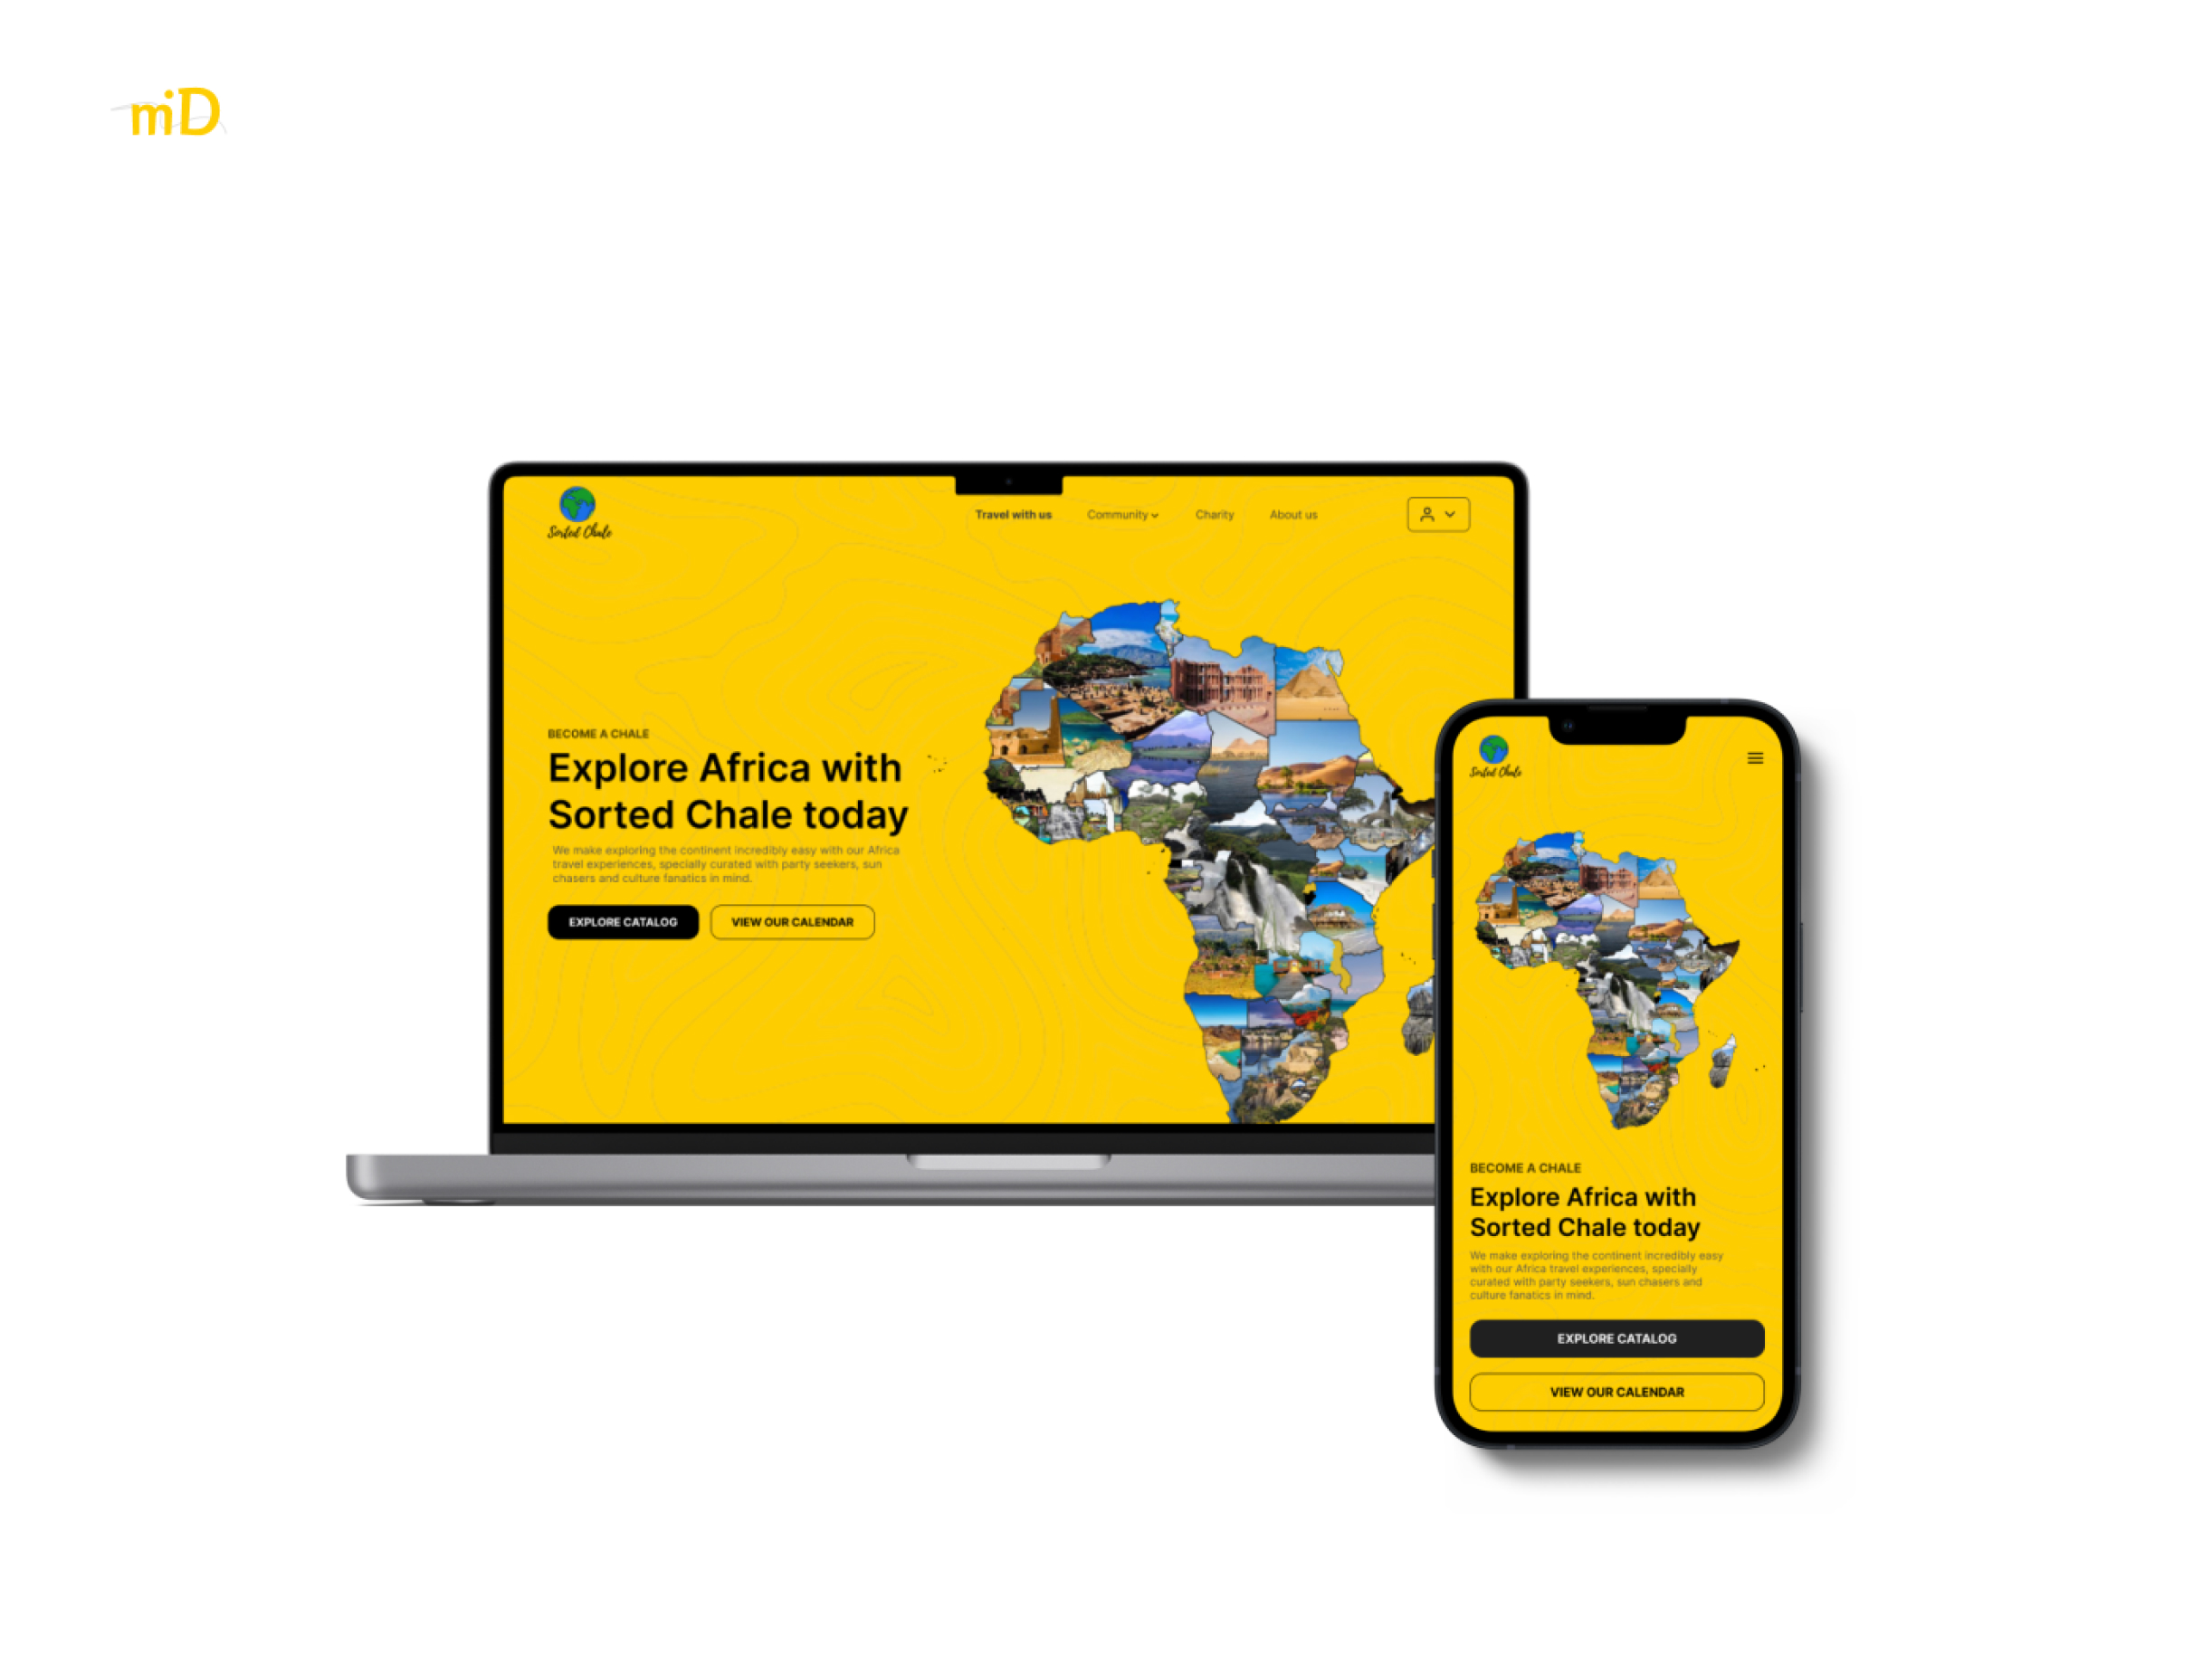 miD
Sorted Chale
Travel with us
Community
Charity
About us
BECOME A CHALE
Explore Africa with
Sorted Chale today
We make exploring the continent incredibly easy with our Africa
travel experiences, specially curated with party seekers, sun
chasers and culture fanatics in mind.
EXPLORE CATALOG
VIEW OUR CALENDAR
Sorted Chale
BECOME A CHALE
Explore Africa with
Sorted Chale today
We make exploring the continent incredibly easy
with our Africa travel experiences, specially
curated with party seekers, sun chasers and
culture fanatics in mind.
EXPLORE CATALOG
VIEW OUR CALENDAR